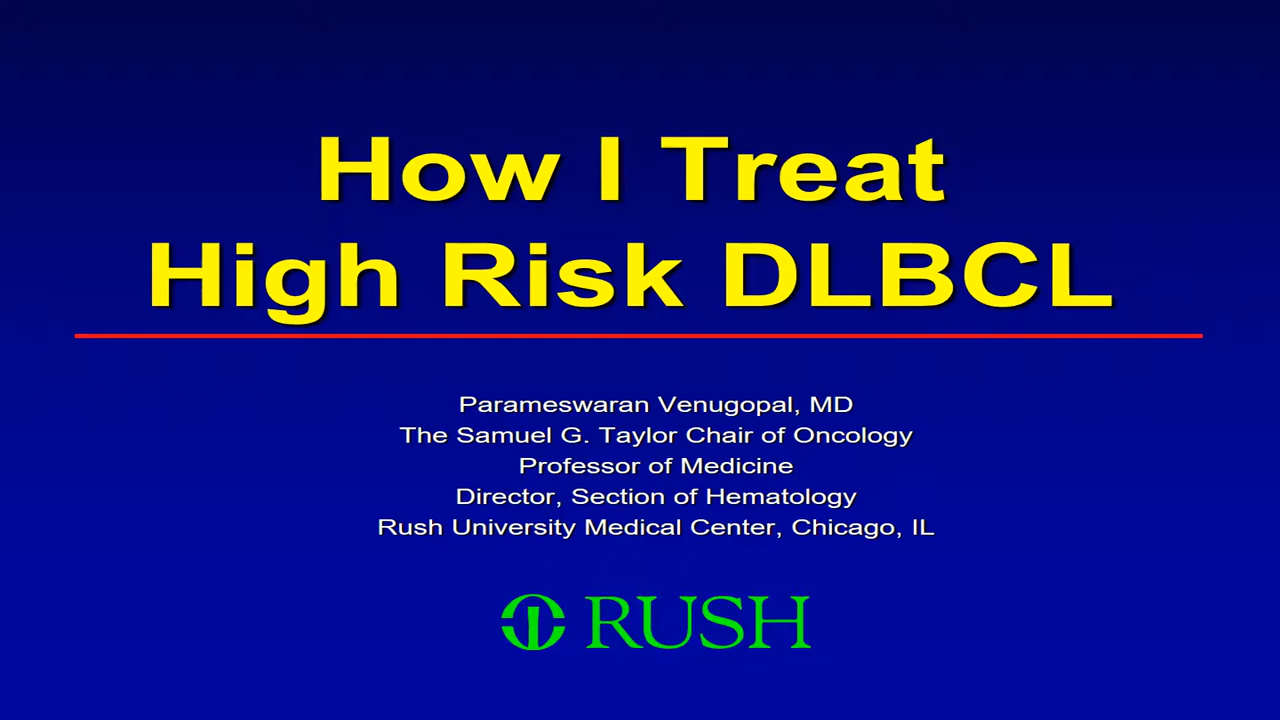 How I Treat
High Risk DLBCL
Parameswaran Venugopal, MD
The Samuel G. Taylor Chair of Oncology
Professor of Medicine
Director, Section of Hematology
Rush University Medical Center, Chicago, IL
RUSH